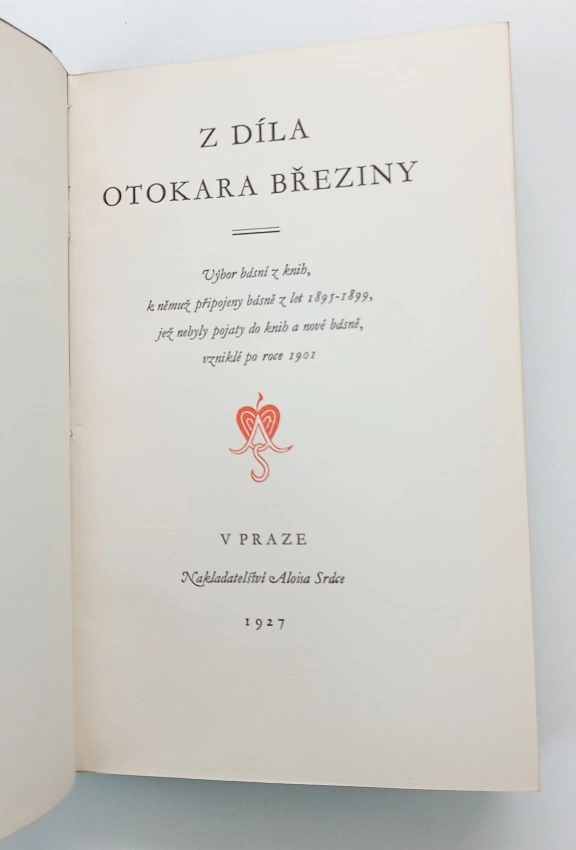 Z DÍLA
OTOKARA BŘEZINY
Výbor básní z knih,
k němuž připojeny básně z let 1895-1899,
jež nebyly pojaty do knih a nové básně,
vzniklé po roce 1901
AS
V PRAZE
Nakladatelství Aloisa Srdce
1927